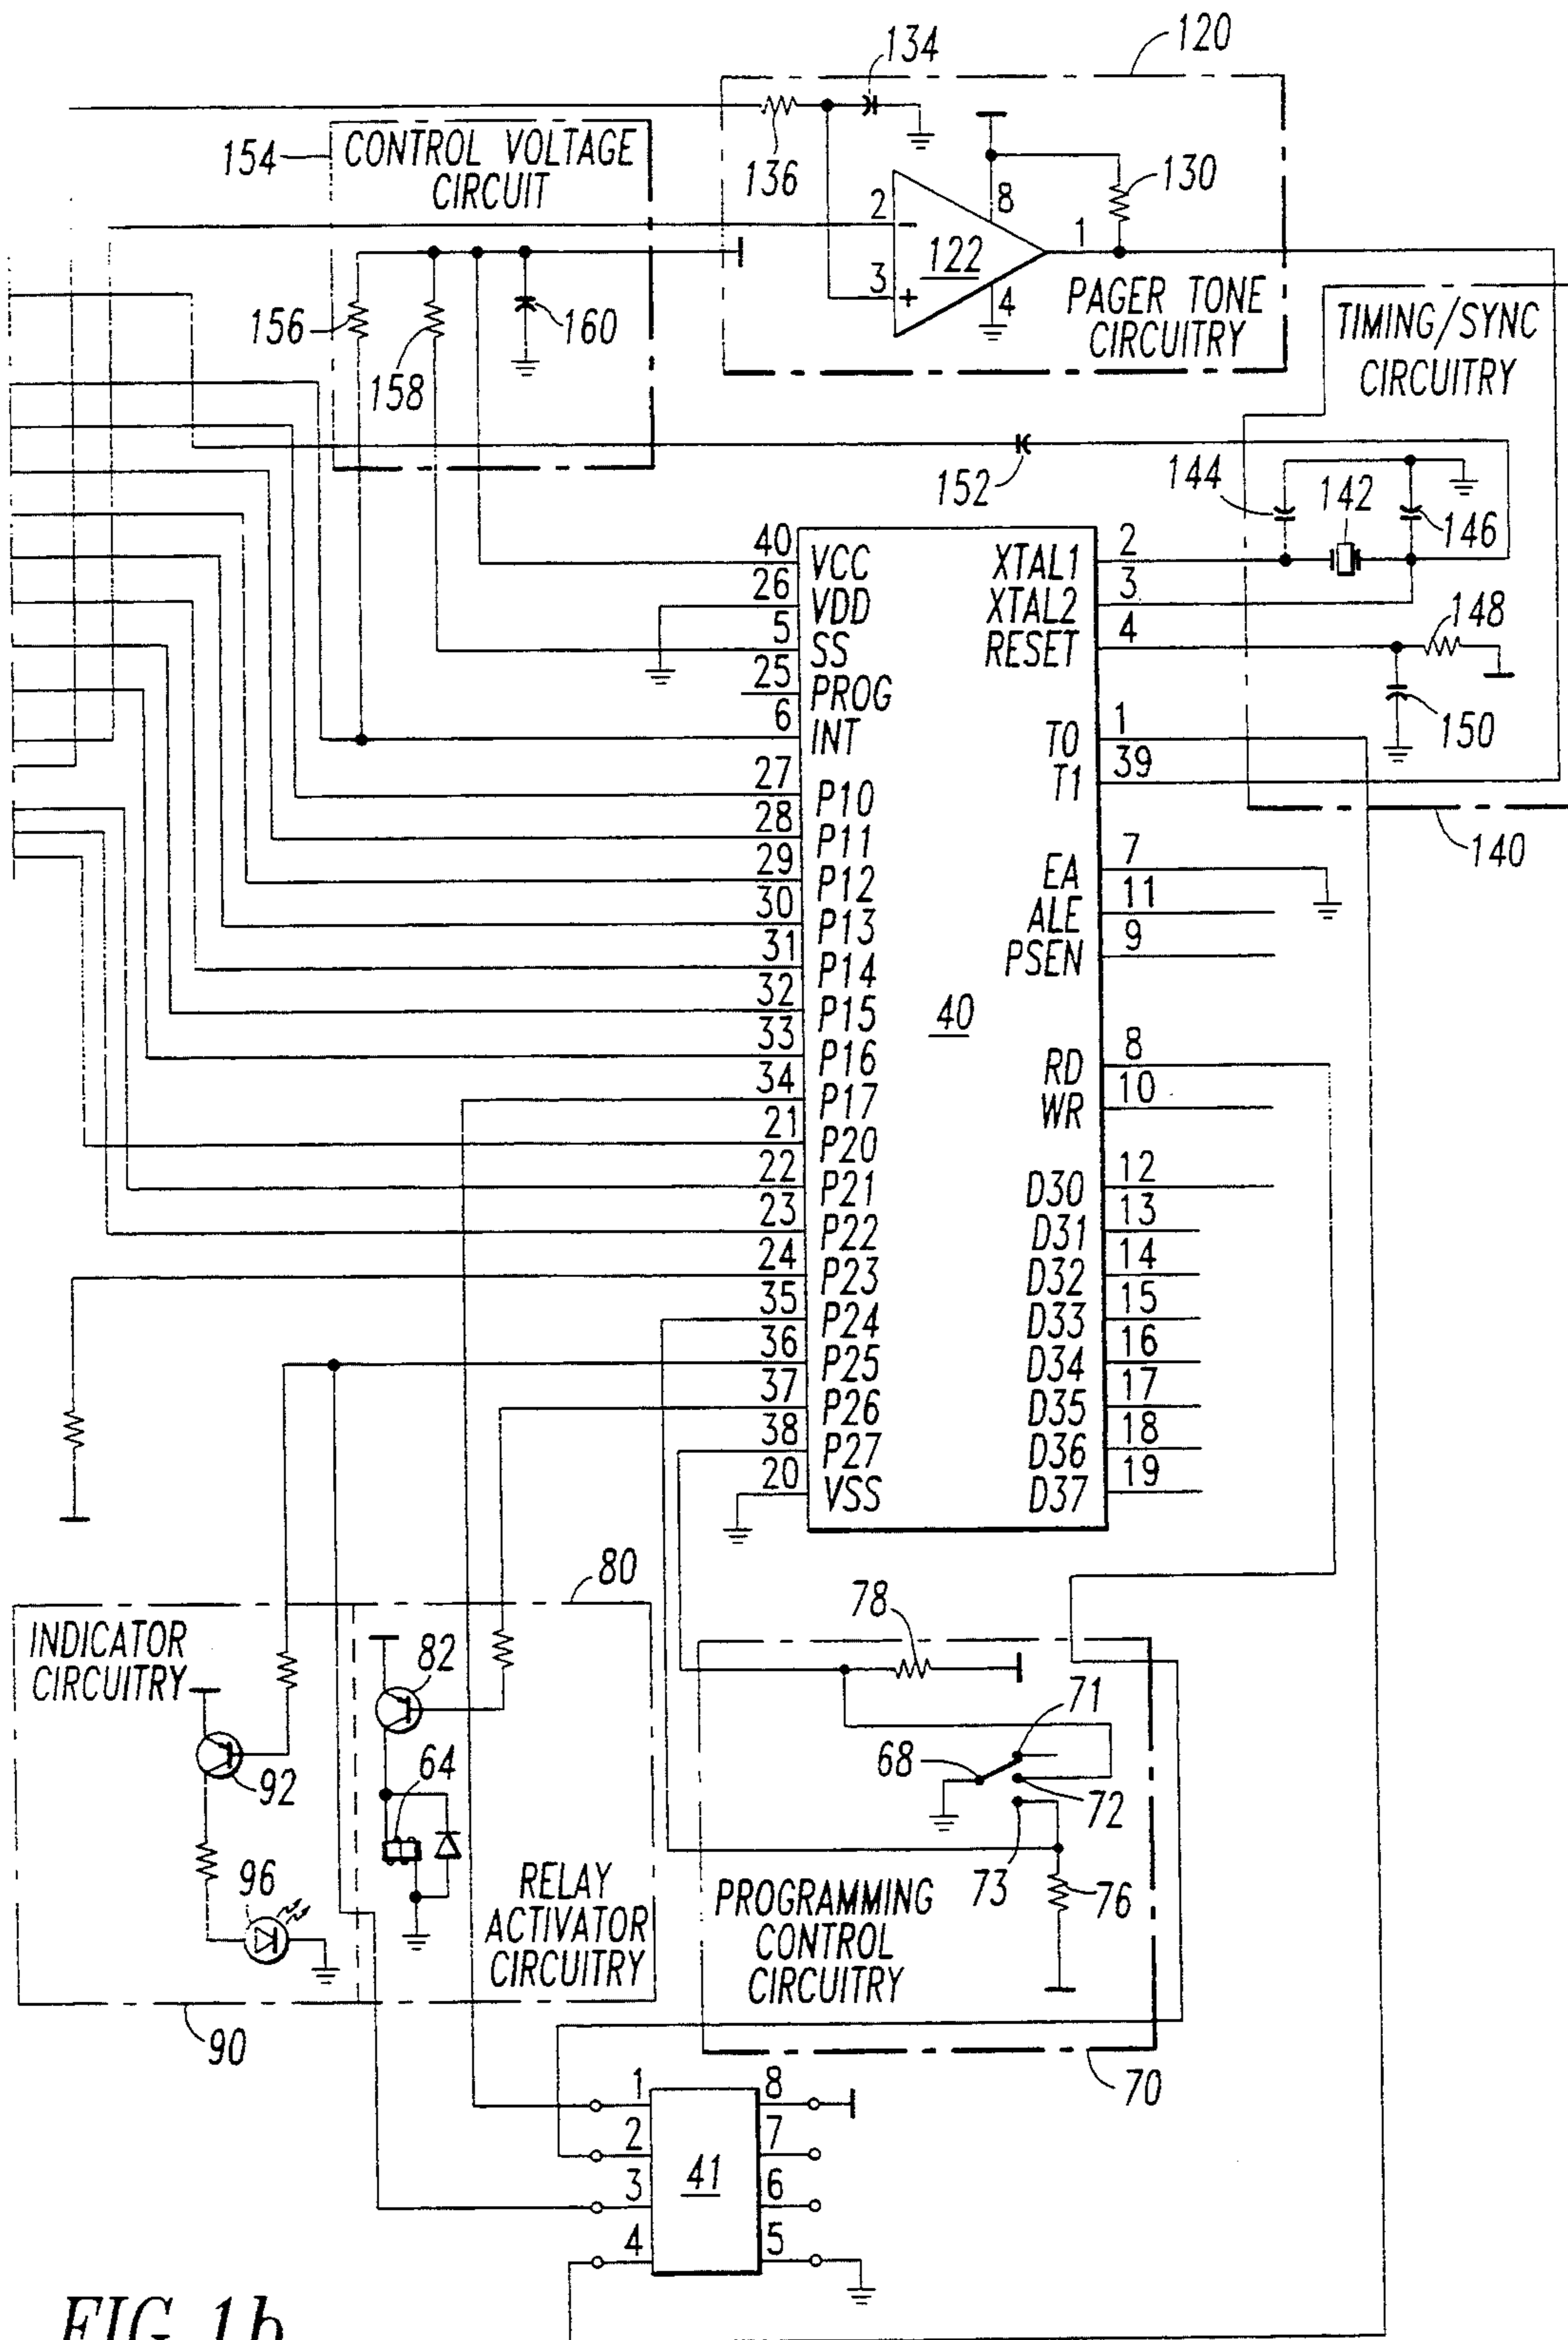 120
134
154
CONTROL VOLTAGE
CIRCUIT
136
130
2
8
122
1
3
4
PAGER TONE
CIRCUITRY
156
158
160
TIMING/SYNC
CIRCUITRY
152
144
142
146
148
150
140
40 VCC
26 VDD
5 SS
25 PROG
6 INT
27 P10
28 P11
29 P12
30 P13
31 P14
32 P15
33 P16
34 P17
21 P20
22 P21
23 P22
24 P23
35 P24
36 P25
37 P26
38 P27
20 VSS
40
XTAL1 2
XTAL2 3
RESET 4
T0 1
T1 39
EA 7
ALE 11
PSEN 9
RD 8
WR 10
D30 12
D31 13
D32 14
D33 15
D34 16
D35 17
D36 18
D37 19
80
INDICATOR
CIRCUITRY
82
92
64
96
RELAY
ACTIVATOR
CIRCUITRY
90
78
71
68
72
73
76
PROGRAMMING
CONTROL
CIRCUITRY
70
1
2
3
4
41
8
7
6
5
FIG. 1b